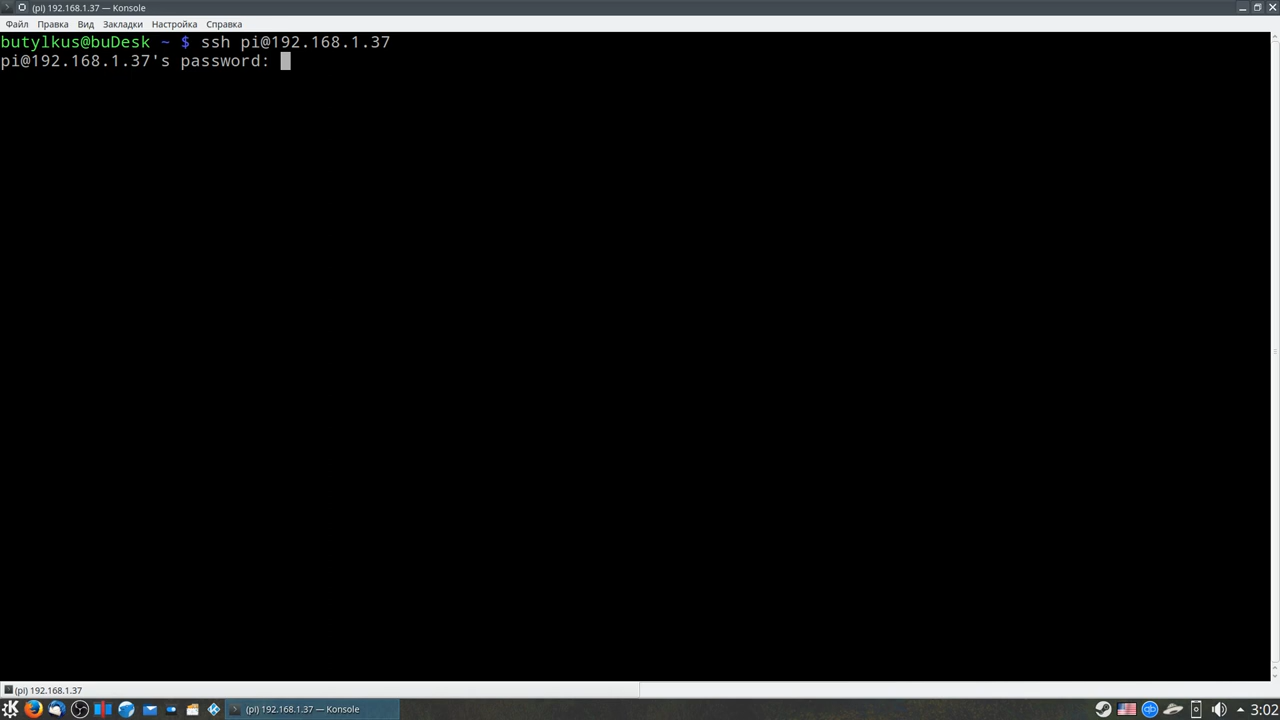 (pi) 192.168.1.37 — Konsole
Файл Правка Вид Закладки Настройка Справка
butylkus@buDesk ~ $ ssh pi@192.168.1.37
pi@192.168.1.37's password:
(pi) 192.168.1.37
(pi) 192.168.1.37 — Konsole 3:02